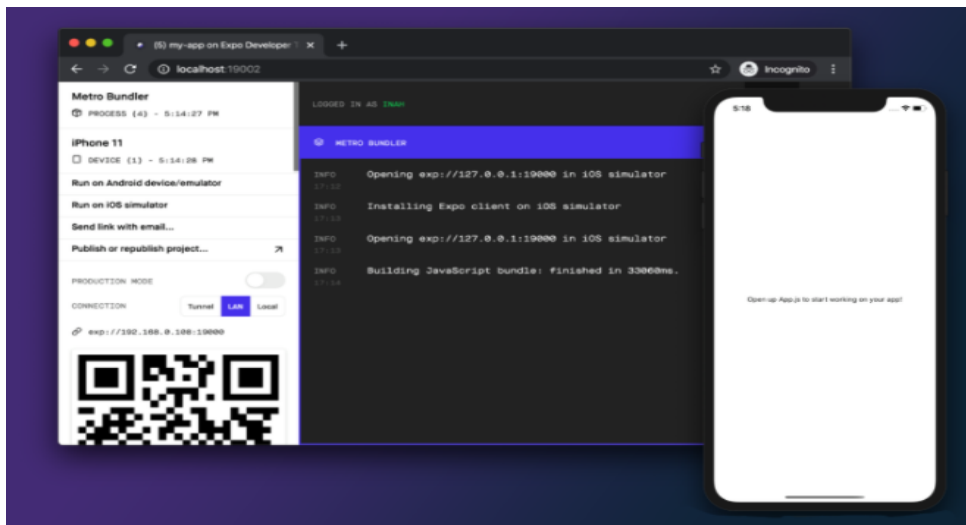 (5) my-app on Expo Developer T
localhost:19002
Incognito
Metro Bundler
PROCESS (4) - 5:14:27 PM
iPhone 11
DEVICE (1) - 5:14:28 PM
Run on Android device/emulator
Run on iOS simulator
Send link with email...
Publish or republish project...
PRODUCTION MODE
CONNECTION
Tunnel LAN Local
exp://192.168.0.106:19000
LOGGED IN AS INAH
METRO BUNDLER
INFO Opening exp://127.0.0.1:19000 in iOS simulator
17:12
INFO Installing Expo client on iOS simulator
17:13
INFO Opening exp://127.0.0.1:19000 in iOS simulator
17:13
INFO Building JavaScript bundle: finished in 33060ms.
17:14
5:18
Open up App.js to start working on your app!